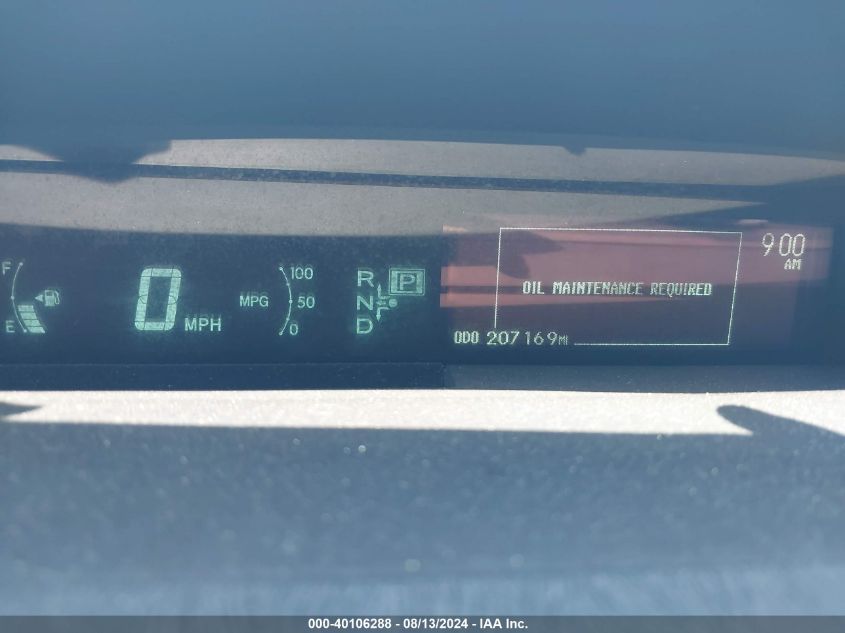 F
E
0 MPH
MPG
100
50
0
R
N
D
P
9:00
AM
OIL MAINTENANCE REQUIRED
ODO 207169MI
000-40106288 - 08/13/2024 - IAA Inc.